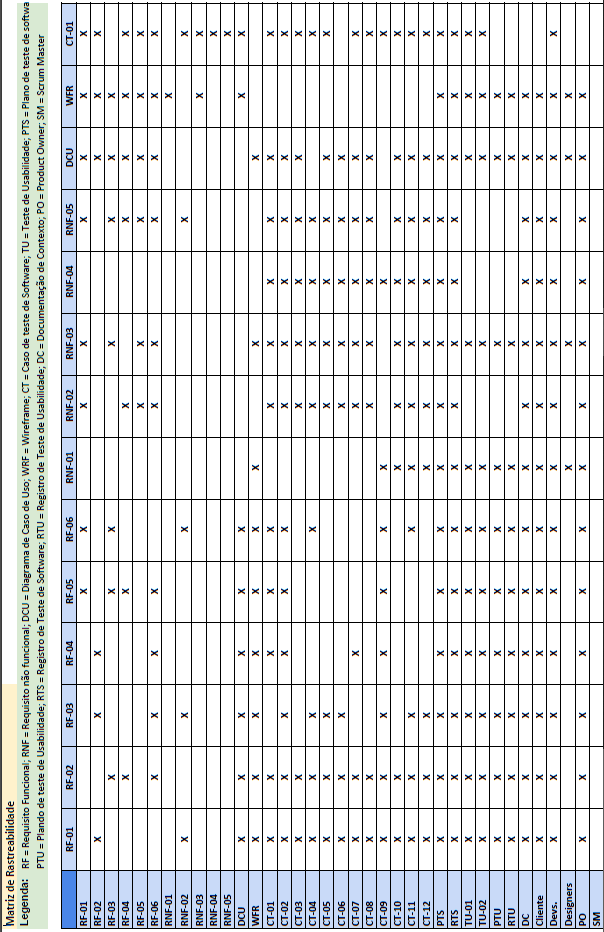 Matriz de Rastreabilidade
Legenda: RF = Requisito Funcional; RNF = Requisito não funcional; DCU = Diagrama de Caso de Uso; WRF = Wireframe; CT = Caso de teste de Software; TU = Teste de Usabilidade; PTS = Plano de teste de softwa
PTU = Plando de teste de Usabilidade; RTS = Registro de Teste de Software; RTU = Registro de Teste de Usabilidade; DC = Documentação de Contexto; PO = Product Owner; SM = Scrum Master
RF-01 RF-02 RF-03 RF-04 RF-05 RF-06 RNF-01 RNF-02 RNF-03 RNF-04 RNF-05 DCU WFR CT-01
RF-01 x x x x x x x x
RF-02 x x x x x x
RF-03 x x x x x x x
RF-04 x x x x x x x
RF-05 x x x x x x
RF-06 x x x x x x x x x x
RNF-01 x
RNF-02 x x x x x
RNF-03 x x
RNF-04 x
RNF-05 x
DCU x x x x x x x x
WFR x x x x x x x x x
CT-01 x x x x x x x x x x x
CT-02 x x x x x x x x x x x x
CT-03 x x x x x x x x
CT-04 x x x x x x x x x x
CT-05 x x x x x x x x x
CT-06 x x x x x x x x
CT-07 x x x x x x x x
CT-08 x x x x x x x
CT-09 x x x x x x x x x
CT-10 x x x x x x x x x
CT-11 x x x x x x x x x x x
CT-12 x x x x x x x x x x
PTS x x x x x x x x x x x x x x
RTS x x x x x x x x x x x x x x
TU-01 x x x x x x x x x x x
TU-02 x x x x x x x x x x x
PTU x x x x x x x x x x
RTU x x x x x x x x x x
DC x x x x x x x x x x x x x
Cliente x x x x x x x x x x x x x
Devs. x x x x x x x x x x x x x x
Designers x x x x
PO x x x x x x x x x x x x x
SM